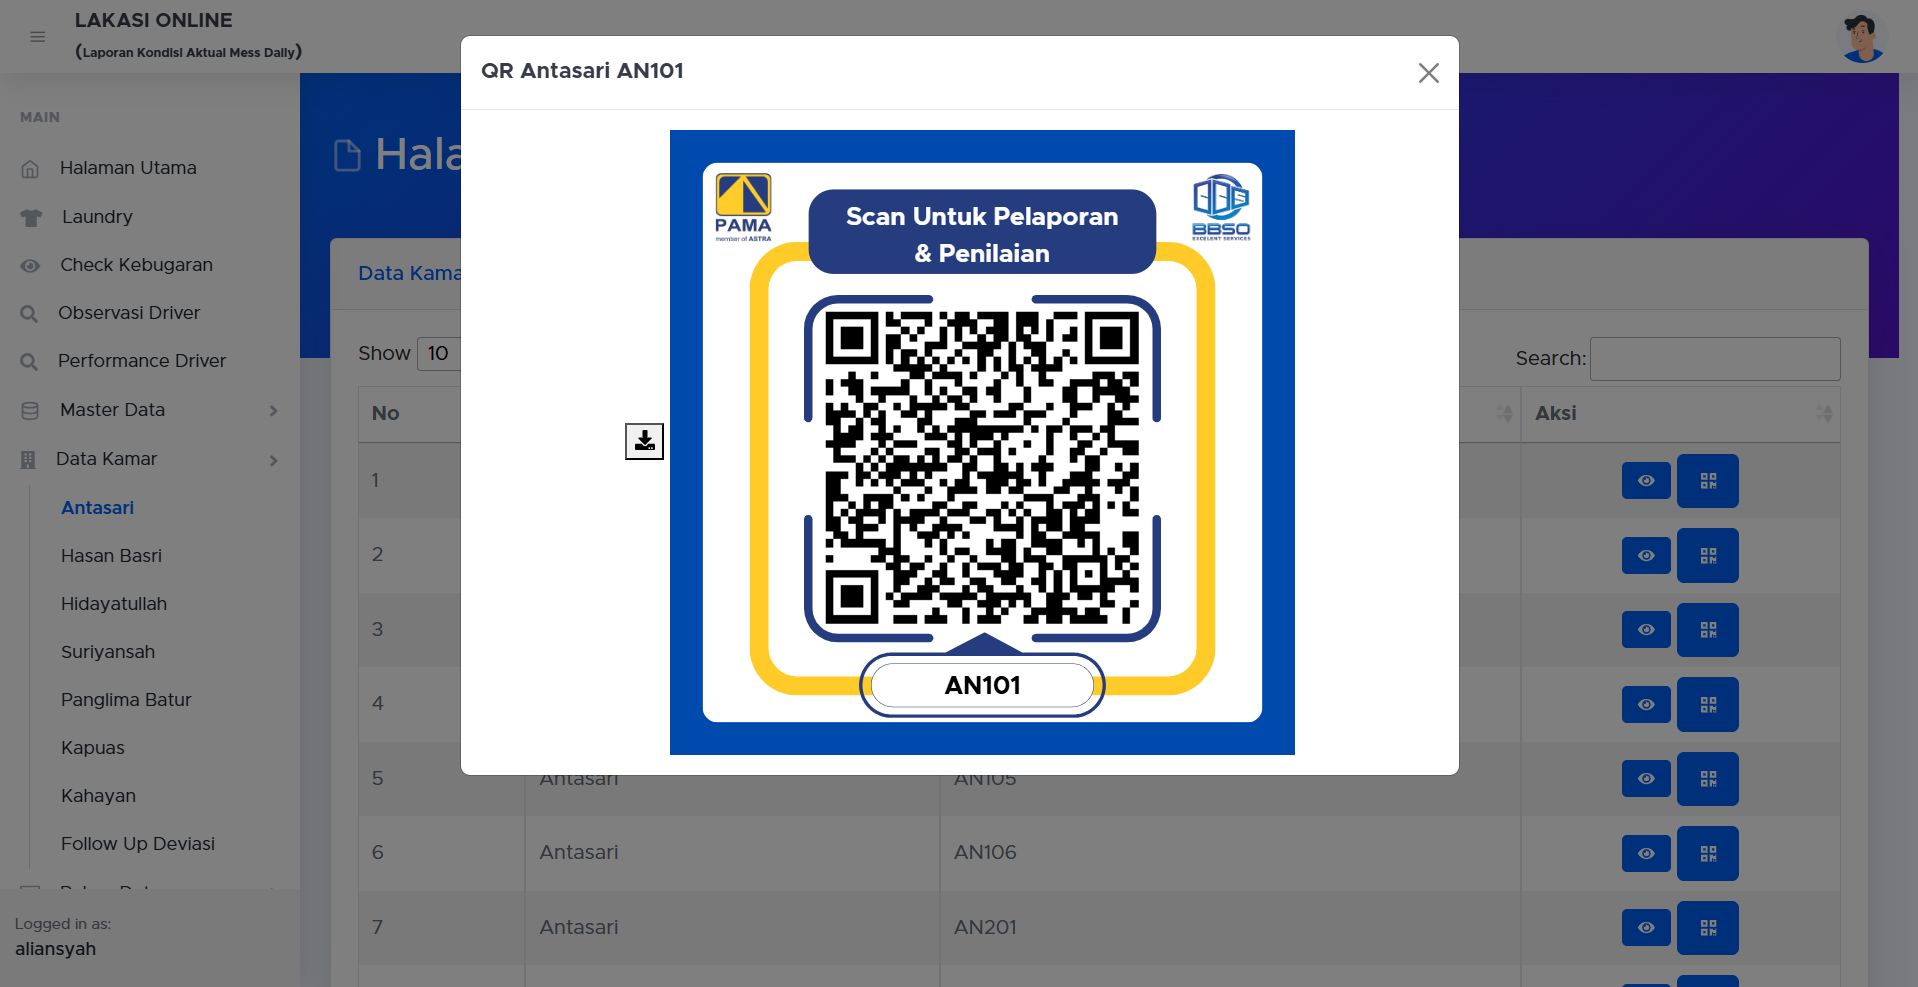 LAKASI ONLINE
(Laporan Kondisi Aktual Mess Daily)
MAIN
Halaman Utama
Laundry
Check Kebugaran
Observasi Driver
Performance Driver
Master Data
Data Kamar
Antasari
Hasan Basri
Hidayatullah
Suriyansah
Panglima Batur
Kapuas
Kahayan
Follow Up Deviasi
Logged in as:
aliansyah
QR Antasari AN101
PAMA
member of ASTRA
Scan Untuk Pelaporan
& Penilaian
BBSO
EXCELENT SERVICES
AN101
Show 10
Search:
No
Aksi
1
2
3
4
5 Antasari AN105
6 Antasari AN106
7 Antasari AN201